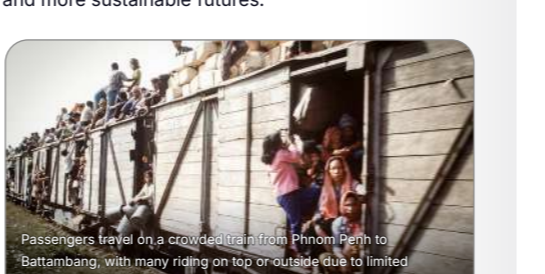 and more sustainable futures.
Passengers travel on a crowded train from Phnom Penh to
Battambang, with many riding on top or outside due to limited